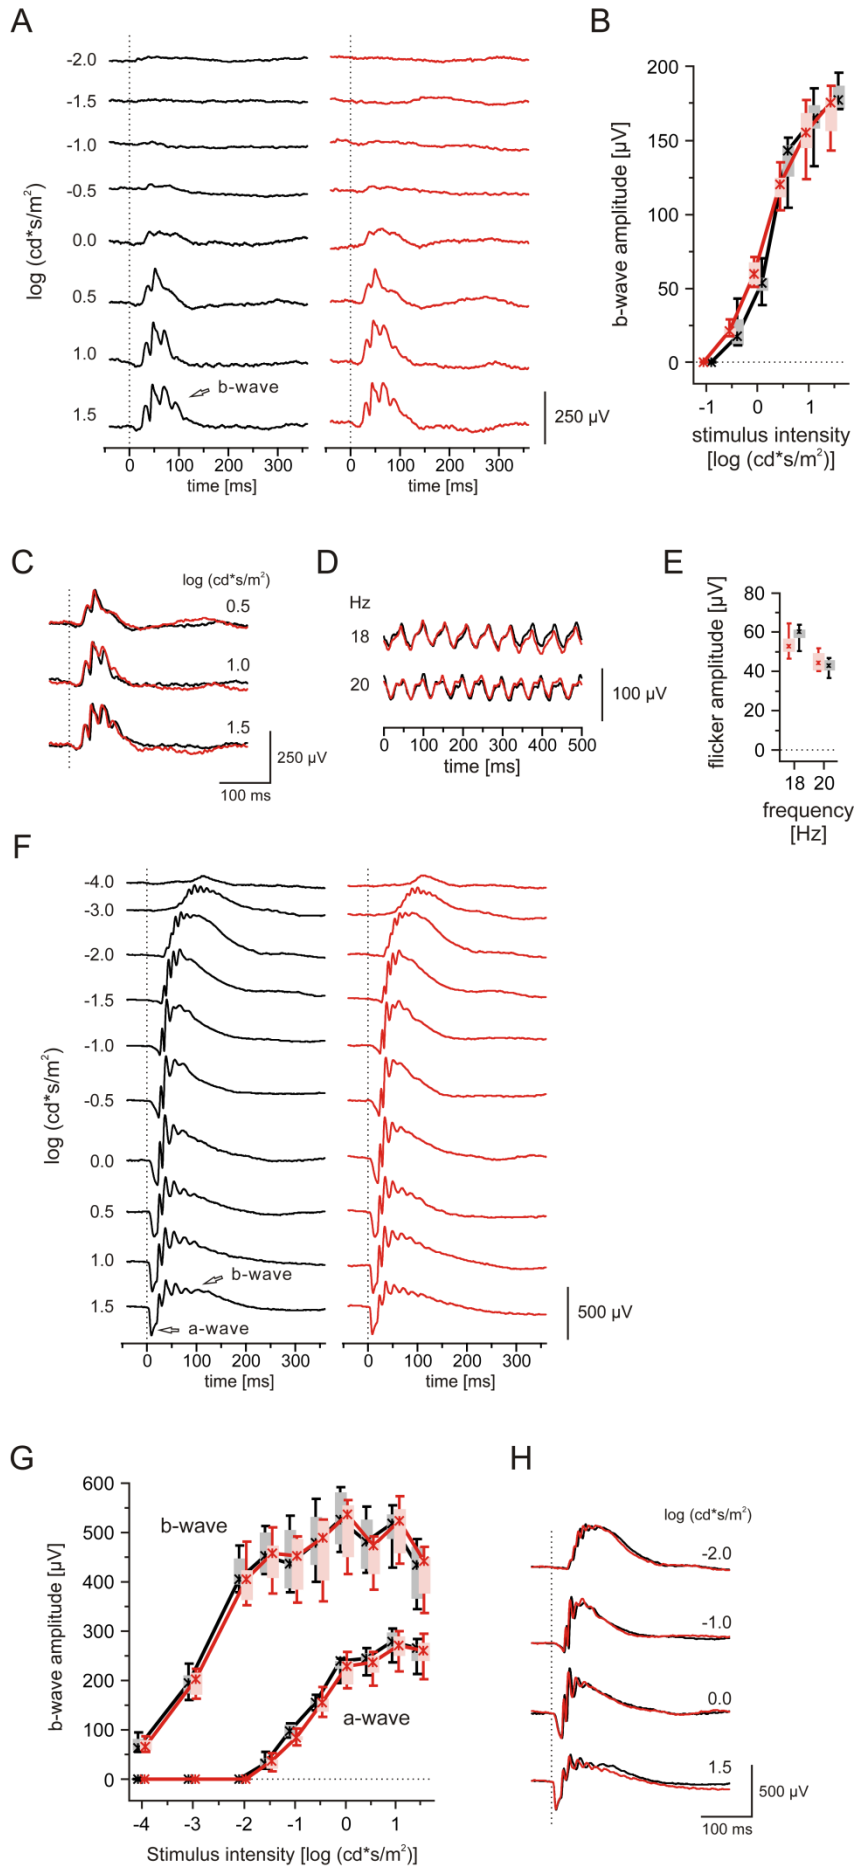 A
-2.0
-1.5
-1.0
-0.5
0.0
0.5
1.0
1.5
log (cd*s/m²)
b-wave
250 µV
0 100 200 300
time [ms]
0 100 200 300
time [ms]
B
200
150
100
50
0
b-wave amplitude [µV]
-1 0 1
stimulus intensity
[log (cd*s/m²)]
C
log (cd*s/m²)
0.5
1.0
1.5
250 µV
100 ms
D
Hz
18
20
100 µV
0 100 200 300 400 500
time [ms]
E
80
60
40
20
0
flicker amplitude [µV]
18 20
frequency
[Hz]
F
-4.0
-3.0
-2.0
-1.5
-1.0
-0.5
0.0
0.5
1.0
1.5
log (cd*s/m²)
b-wave
a-wave
500 µV
0 100 200 300
time [ms]
0 100 200 300
time [ms]
G
600
500
400
300
200
100
0
b-wave amplitude [µV]
b-wave
a-wave
-4 -3 -2 -1 0 1
Stimulus intensity [log (cd*s/m²)]
H
log (cd*s/m²)
-2.0
-1.0
0.0
1.5
500 µV
100 ms